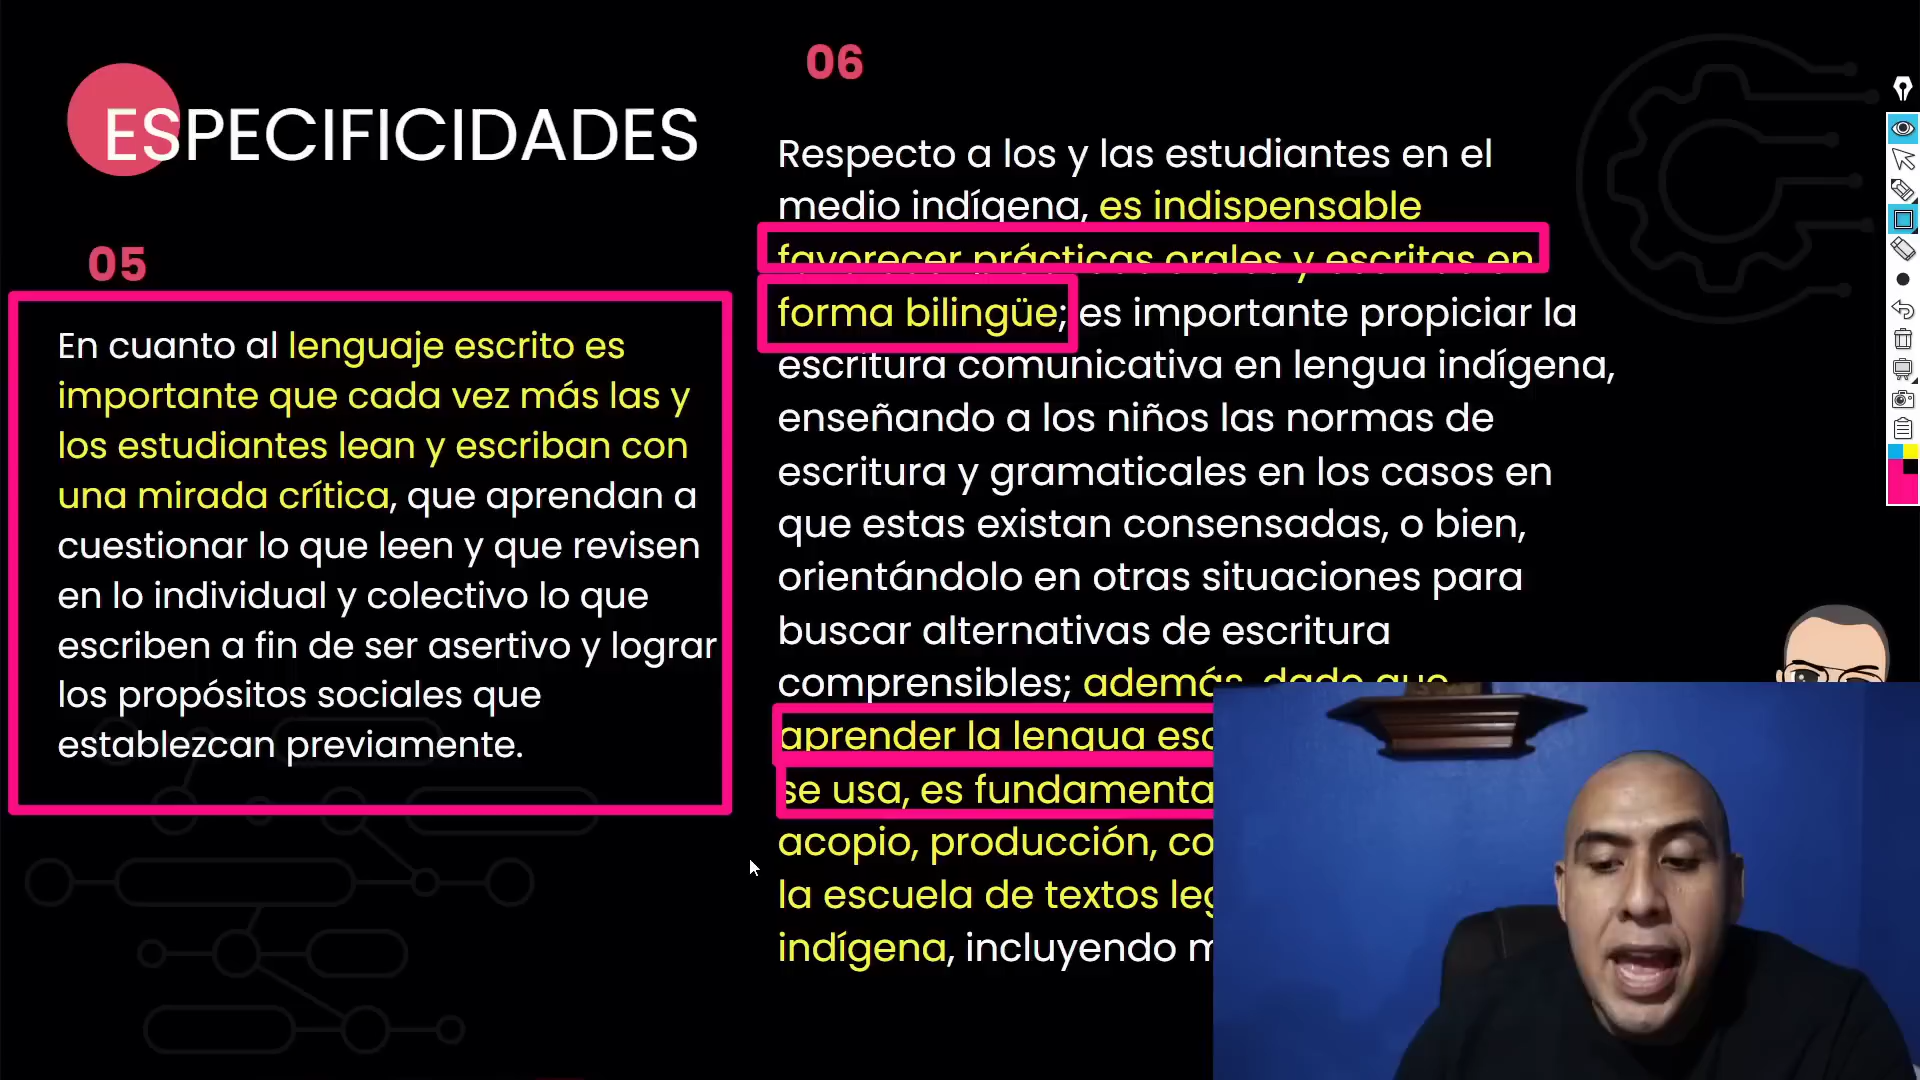 ESPECIFICIDADES
05
En cuanto al lenguaje escrito es
importante que cada vez más las y
los estudiantes lean y escriban con
una mirada crítica, que aprendan a
cuestionar lo que leen y que revisen
en lo individual y colectivo lo que
escriben a fin de ser asertivo y lograr
los propósitos sociales que
establezcan previamente.
06
Respecto a los y las estudiantes en el
medio indígena, es indispensable
favorecer prácticas orales y escritas en
forma bilingüe; es importante propiciar la
escritura comunicativa en lengua indígena,
enseñando a los niños las normas de
escritura y gramaticales en los casos en
que estas existan consensadas, o bien,
orientándolo en otras situaciones para
buscar alternativas de escritura
comprensibles; además, dado que
aprender la lengua
se usa, es
acopio, producción,
la escuela de textos
indígena, incluyendo